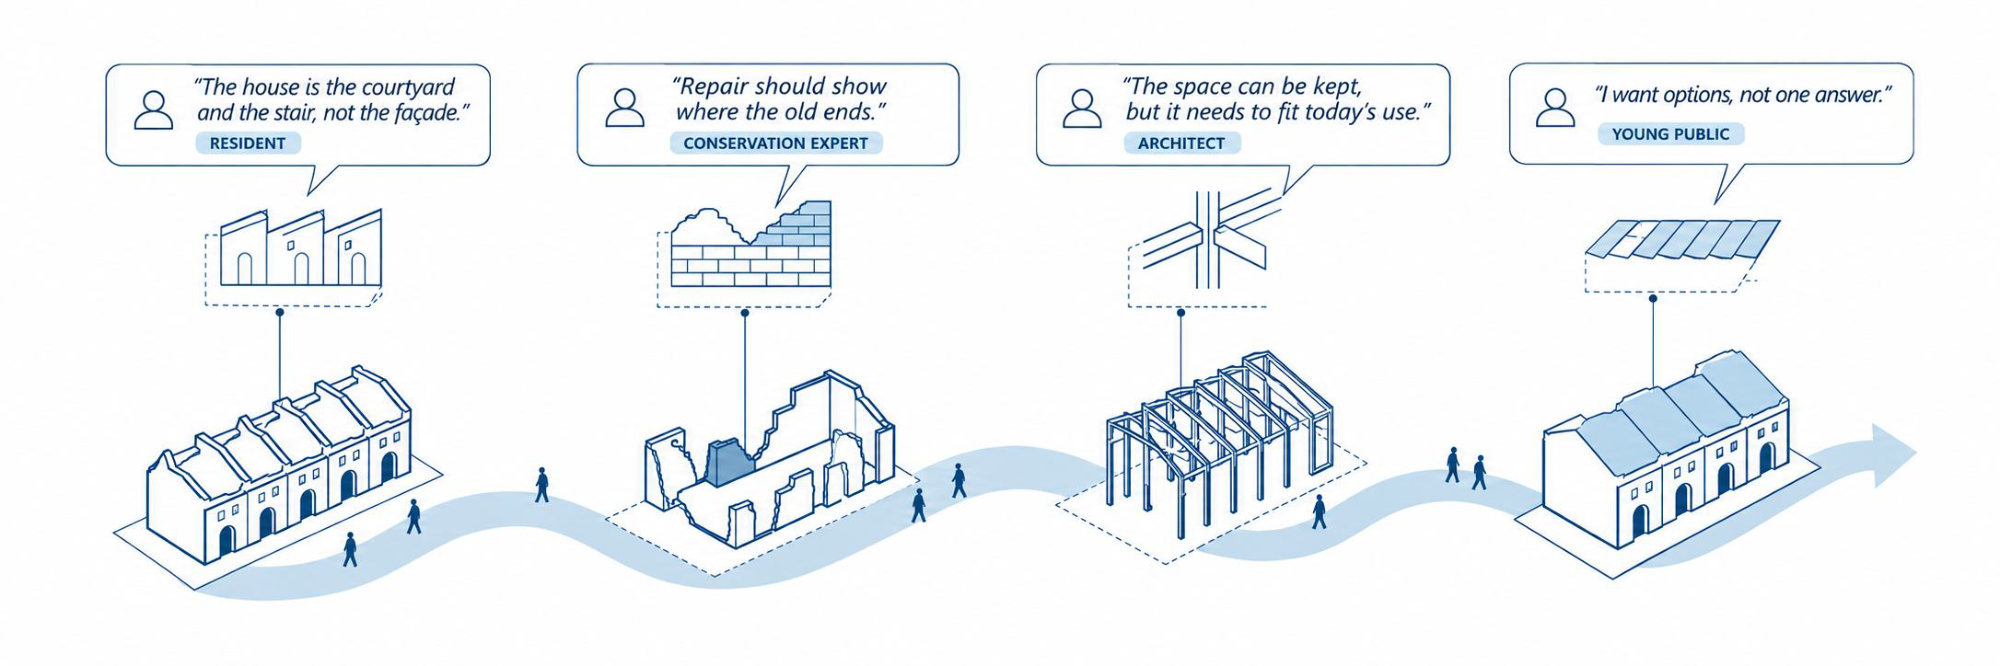 “The house is the courtyard
and the stair, not the façade.”
RESIDENT
“Repair should show
where the old ends.”
CONSERVATION EXPERT
“The space can be kept,
but it needs to fit today’s use.”
ARCHITECT
“I want options, not one answer.”
YOUNG PUBLIC